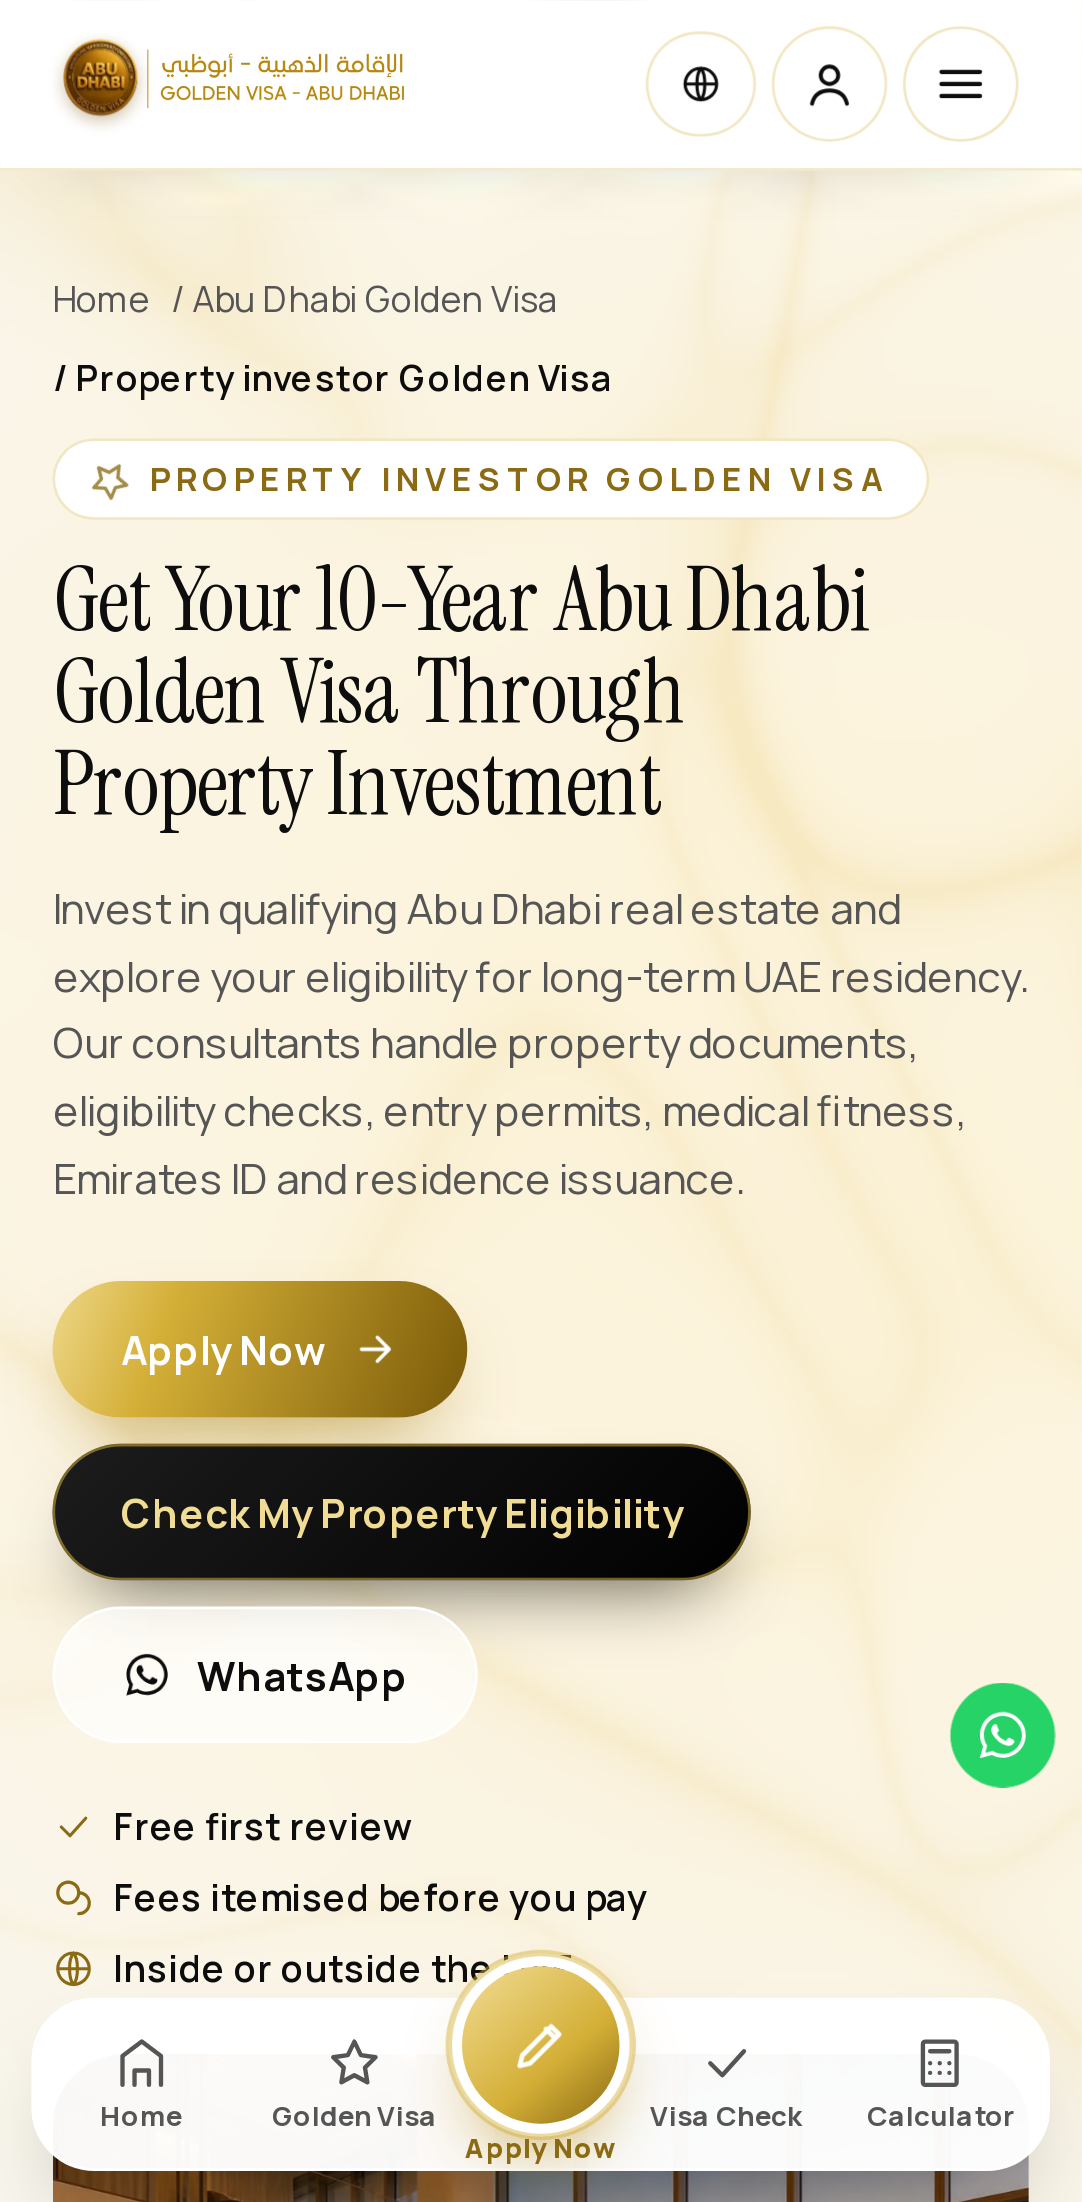 ABU
DHABI
الإقامة الذهبية - أبوظبي
GOLDEN VISA - ABU DHABI
Home / Abu Dhabi Golden Visa
/ Property investor Golden Visa
PROPERTY INVESTOR GOLDEN VISA
Get Your 10-Year Abu Dhabi
Golden Visa Through
Property Investment
Invest in qualifying Abu Dhabi real estate and
explore your eligibility for long-term UAE residency.
Our consultants handle property documents,
eligibility checks, entry permits, medical fitness,
Emirates ID and residence issuance.
Apply Now
Check My Property Eligibility
WhatsApp
Free first review
Fees itemised before you pay
Inside or outside the
Home
Golden Visa
Apply Now
Visa Check
Calculator